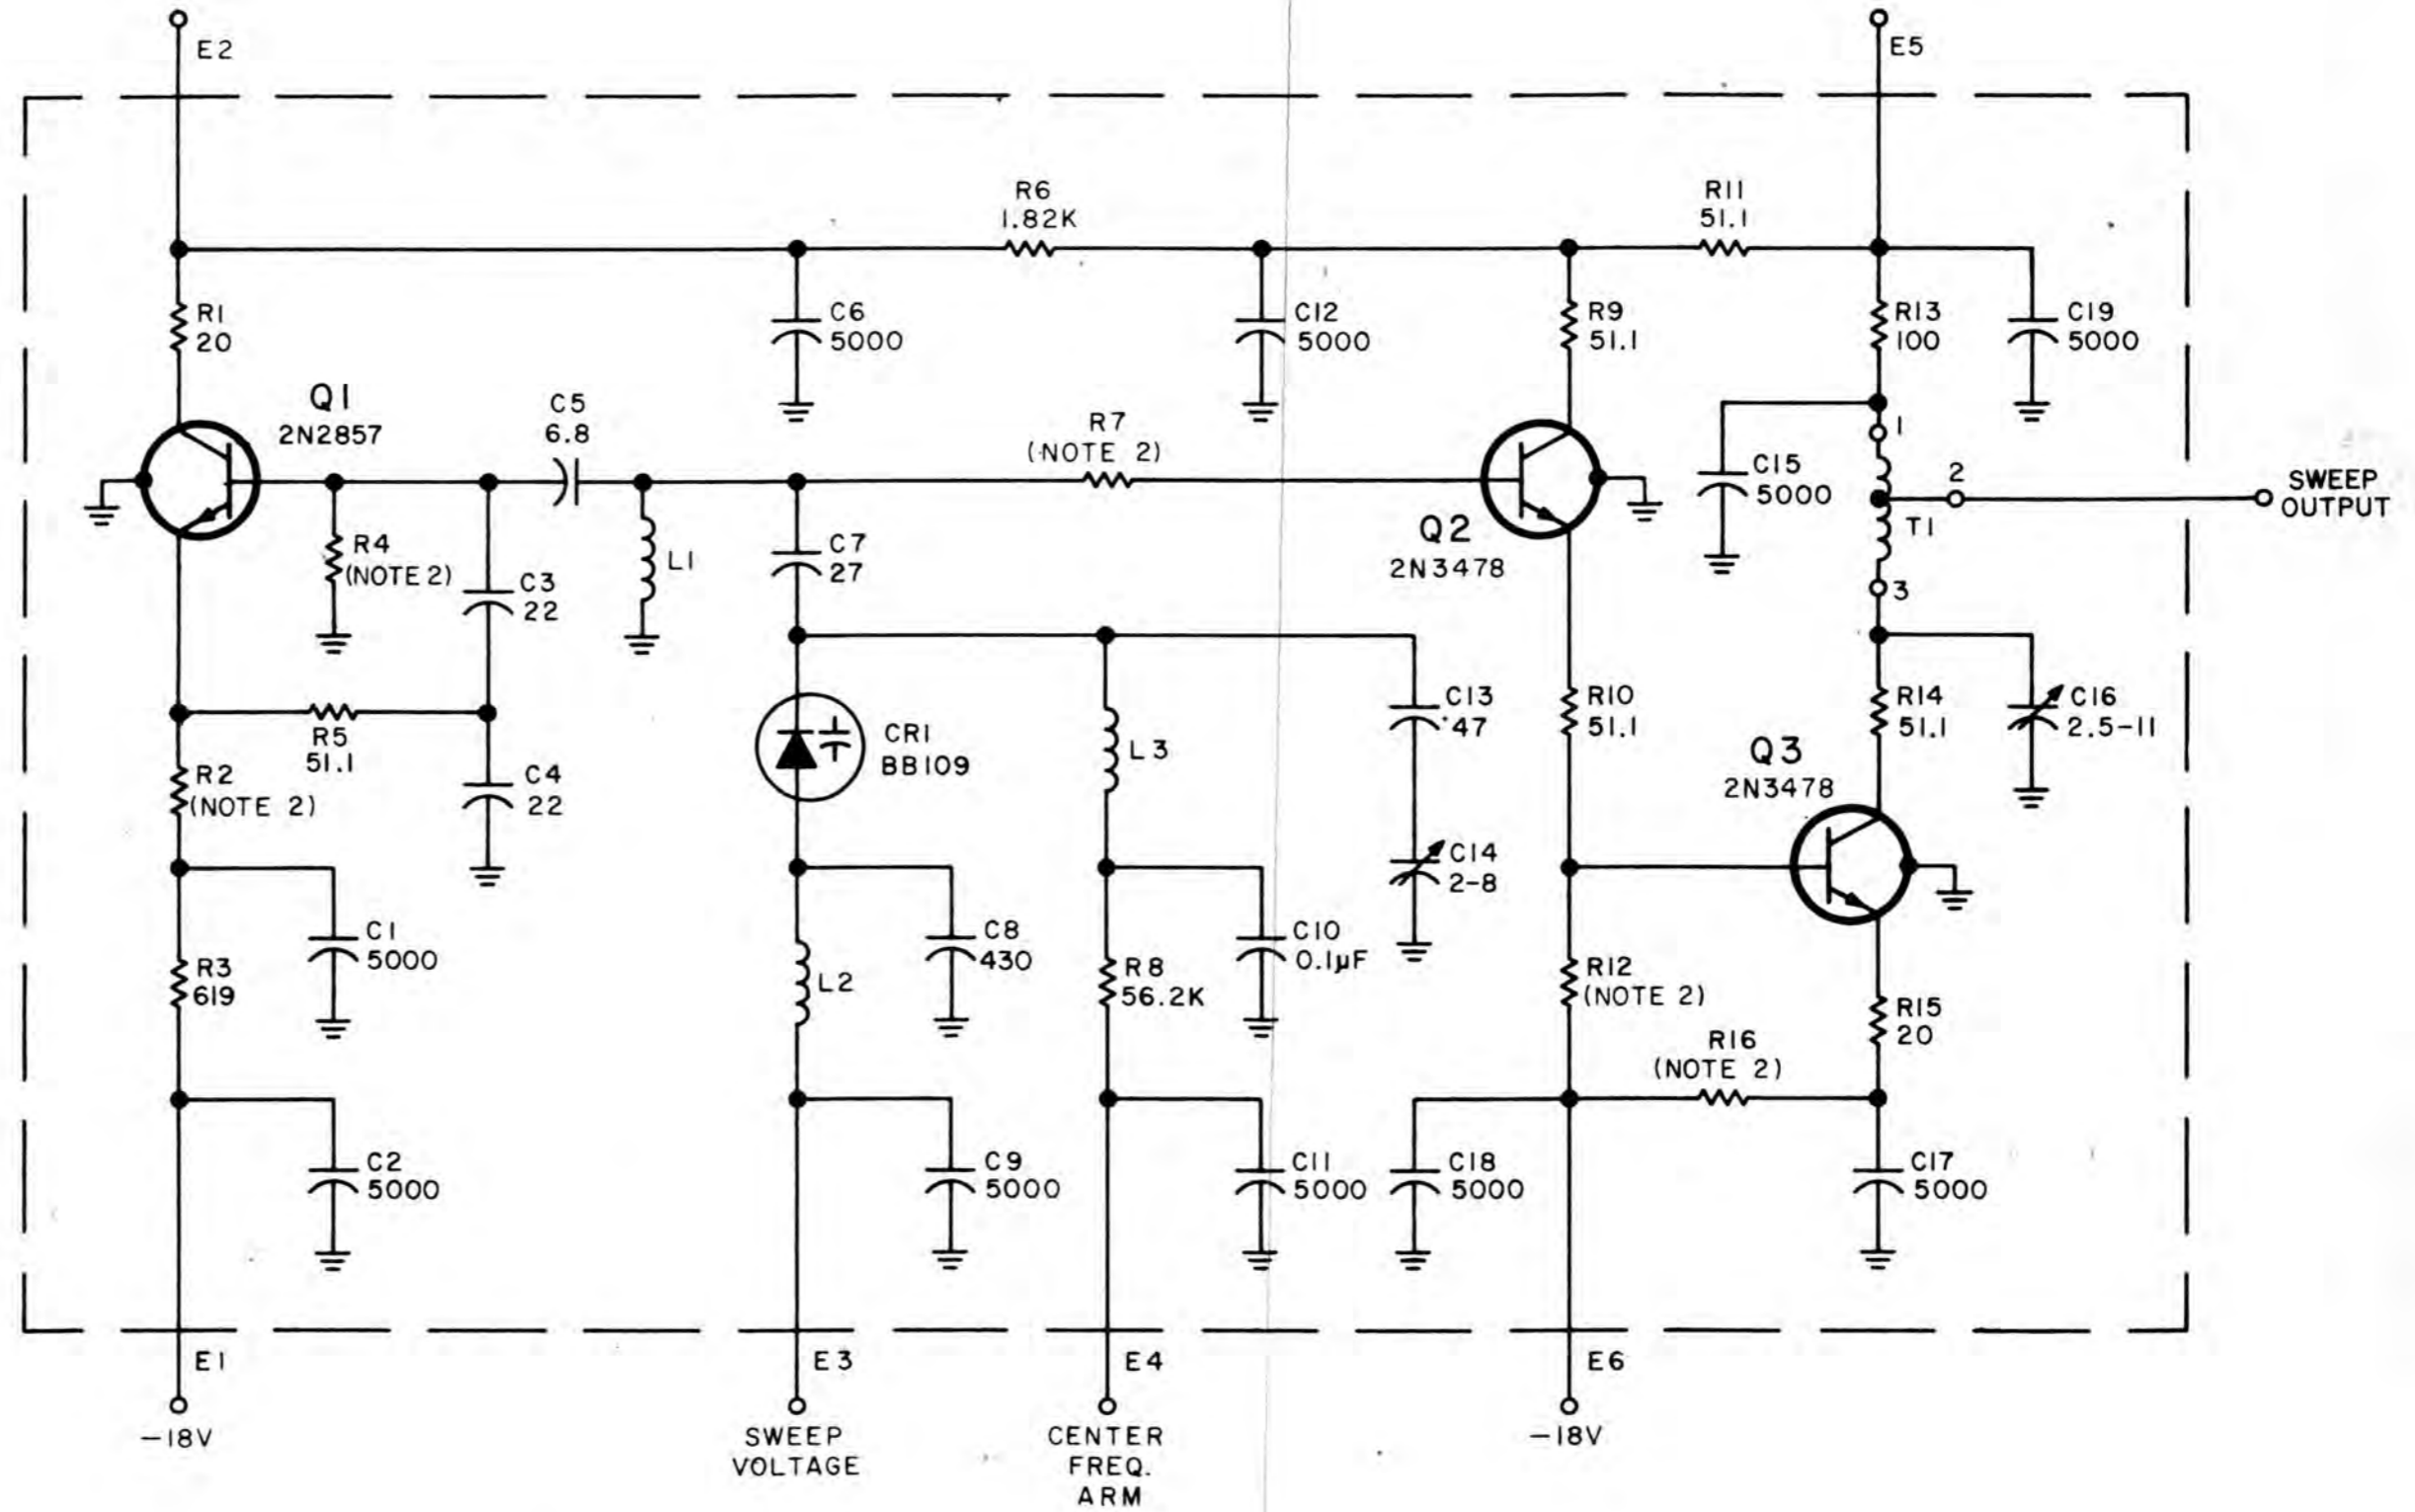 E2
E5
R6
1.82K
R11
51.1
R1
20
C6
5000
C12
5000
R9
51.1
R13
100
C19
5000
Q1
2N2857
C5
6.8
R7
(NOTE 2)
1
C15
5000
2
SWEEP
OUTPUT
T1
Q2
2N3478
R4
(NOTE 2)
L1
C7
27
C3
22
3
R5
51.1
CR1
BB109
L3
C13
47
R10
51.1
R14
51.1
C16
2.5-11
Q3
2N3478
R2
(NOTE 2)
C4
22
C14
2-8
C1
5000
R3
619
L2
C8
430
R8
56.2K
C10
0.1µF
R12
(NOTE 2)
R15
20
R16
(NOTE 2)
C2
5000
C9
5000
C11
5000
C18
5000
C17
5000
E1
E3
E4
E6
-18V
SWEEP
VOLTAGE
CENTER
FREQ.
ARM
-18V